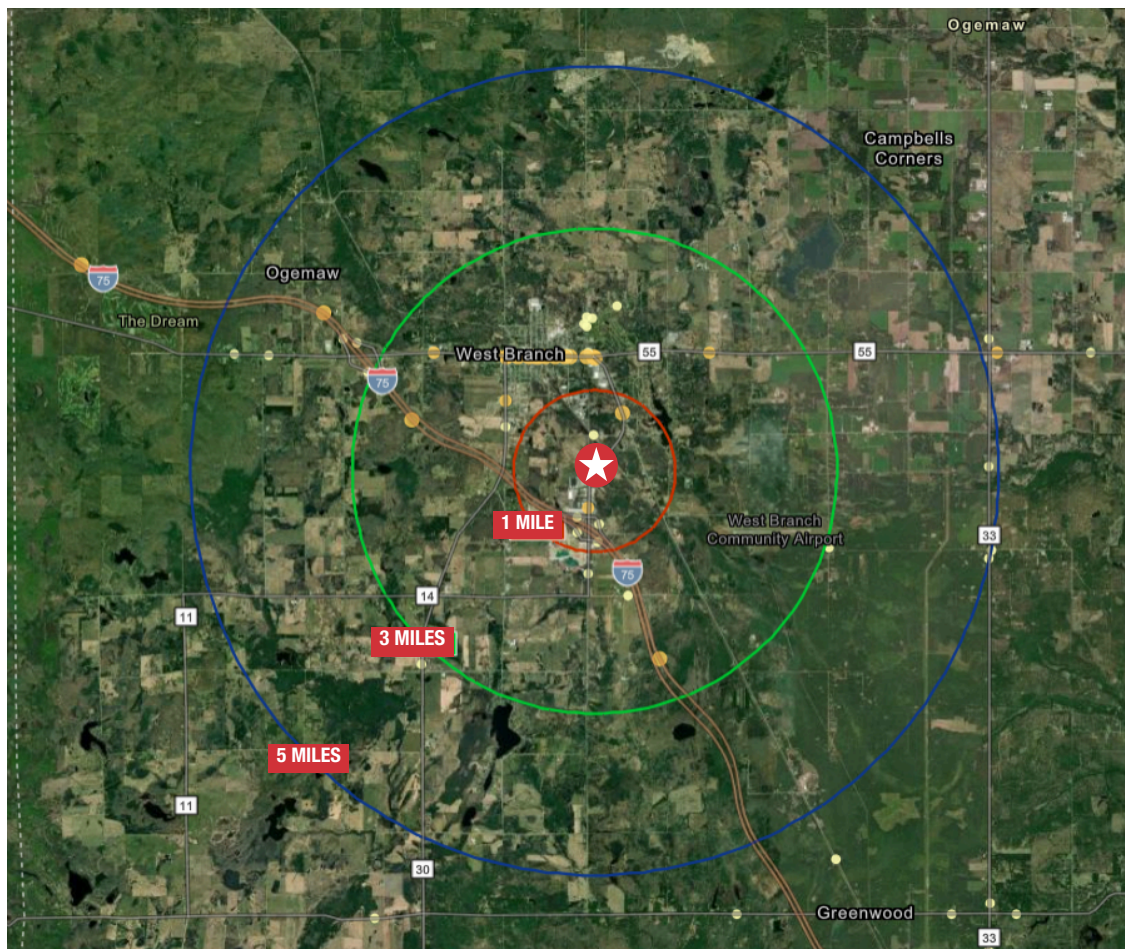 Ogemaw
Campbells
Corners
Ogemaw
75
The Dream
West Branch
55
55
75
1 MILE
West Branch
Community Airport
33
75
14
11
3 MILES
5 MILES
11
30
Greenwood
33